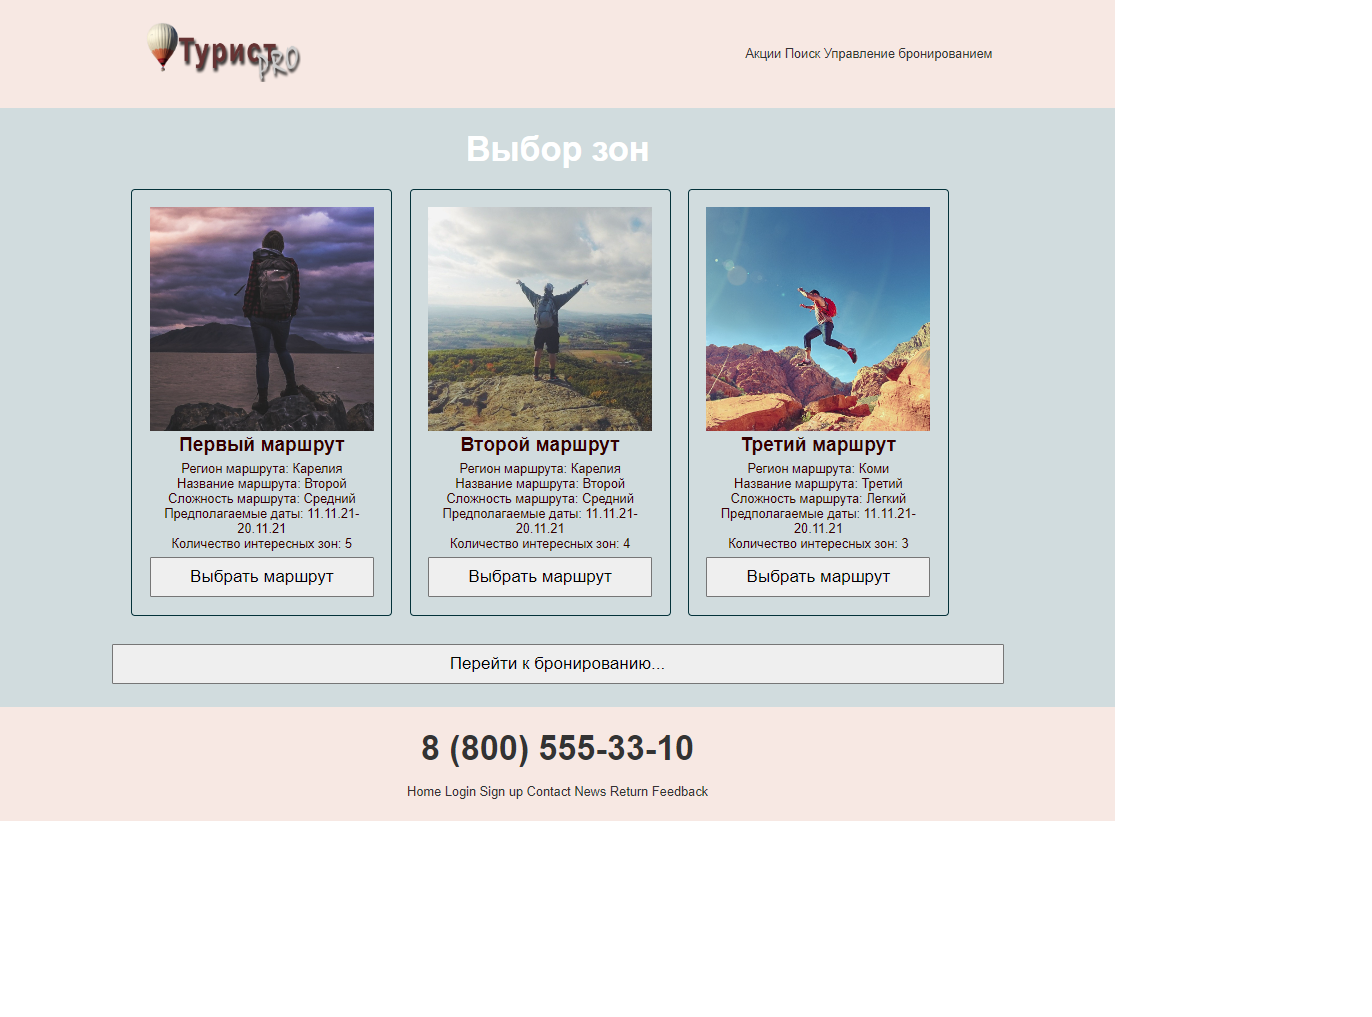 Турист
PRO
Акции Поиск Управление бронированием
Выбор зон
Первый маршрут
Регион маршрута: Карелия
Название маршрута: Второй
Сложность маршрута: Средний
Предполагаемые даты: 11.11.21-
20.11.21
Количество интересных зон: 5
Выбрать маршрут
Второй маршрут
Регион маршрута: Карелия
Название маршрута: Второй
Сложность маршрута: Средний
Предполагаемые даты: 11.11.21-
20.11.21
Количество интересных зон: 4
Выбрать маршрут
Третий маршрут
Регион маршрута: Коми
Название маршрута: Третий
Сложность маршрута: Легкий
Предполагаемые даты: 11.11.21-
20.11.21
Количество интересных зон: 3
Выбрать маршрут
Перейти к бронированию...
8 (800) 555-33-10
Home Login Sign up Contact News Return Feedback